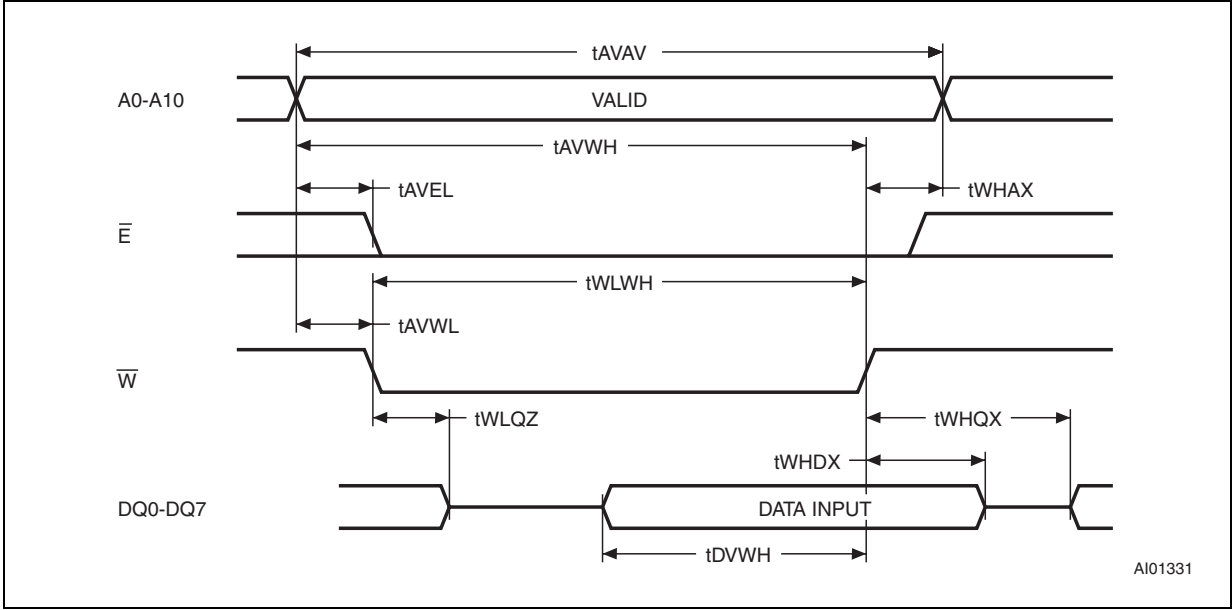 tAVAV
A0-A10
VALID
tAVWH
tAVEL
tWHAX
E̅
tWLWH
tAVWL
W̅
tWLQZ
tWHQX
tWHDX
DQ0-DQ7
DATA INPUT
tDVWH
AI01331